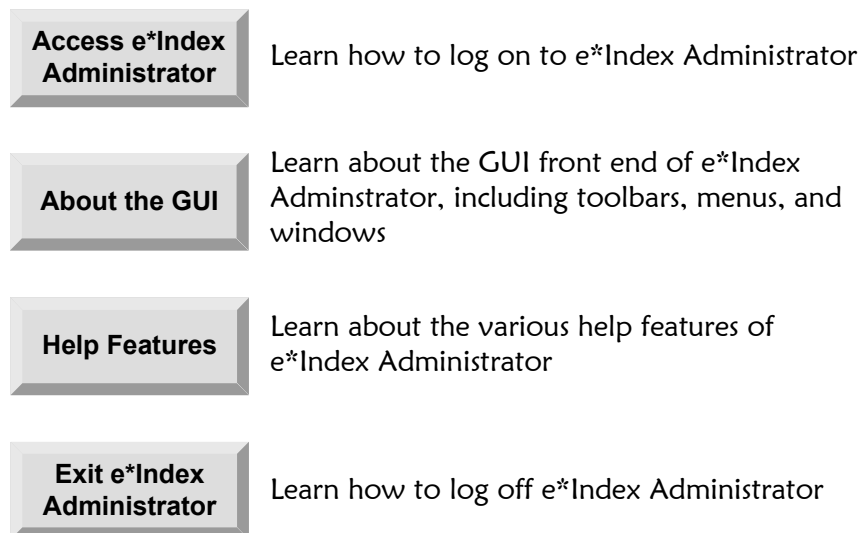 Access e*Index
Administrator
Learn how to log on to e*Index Administrator
About the GUI
Learn about the GUI front end of e*Index
Adminstrator, including toolbars, menus, and
windows
Help Features
Learn about the various help features of
e*Index Administrator
Exit e*Index
Administrator
Learn how to log off e*Index Administrator